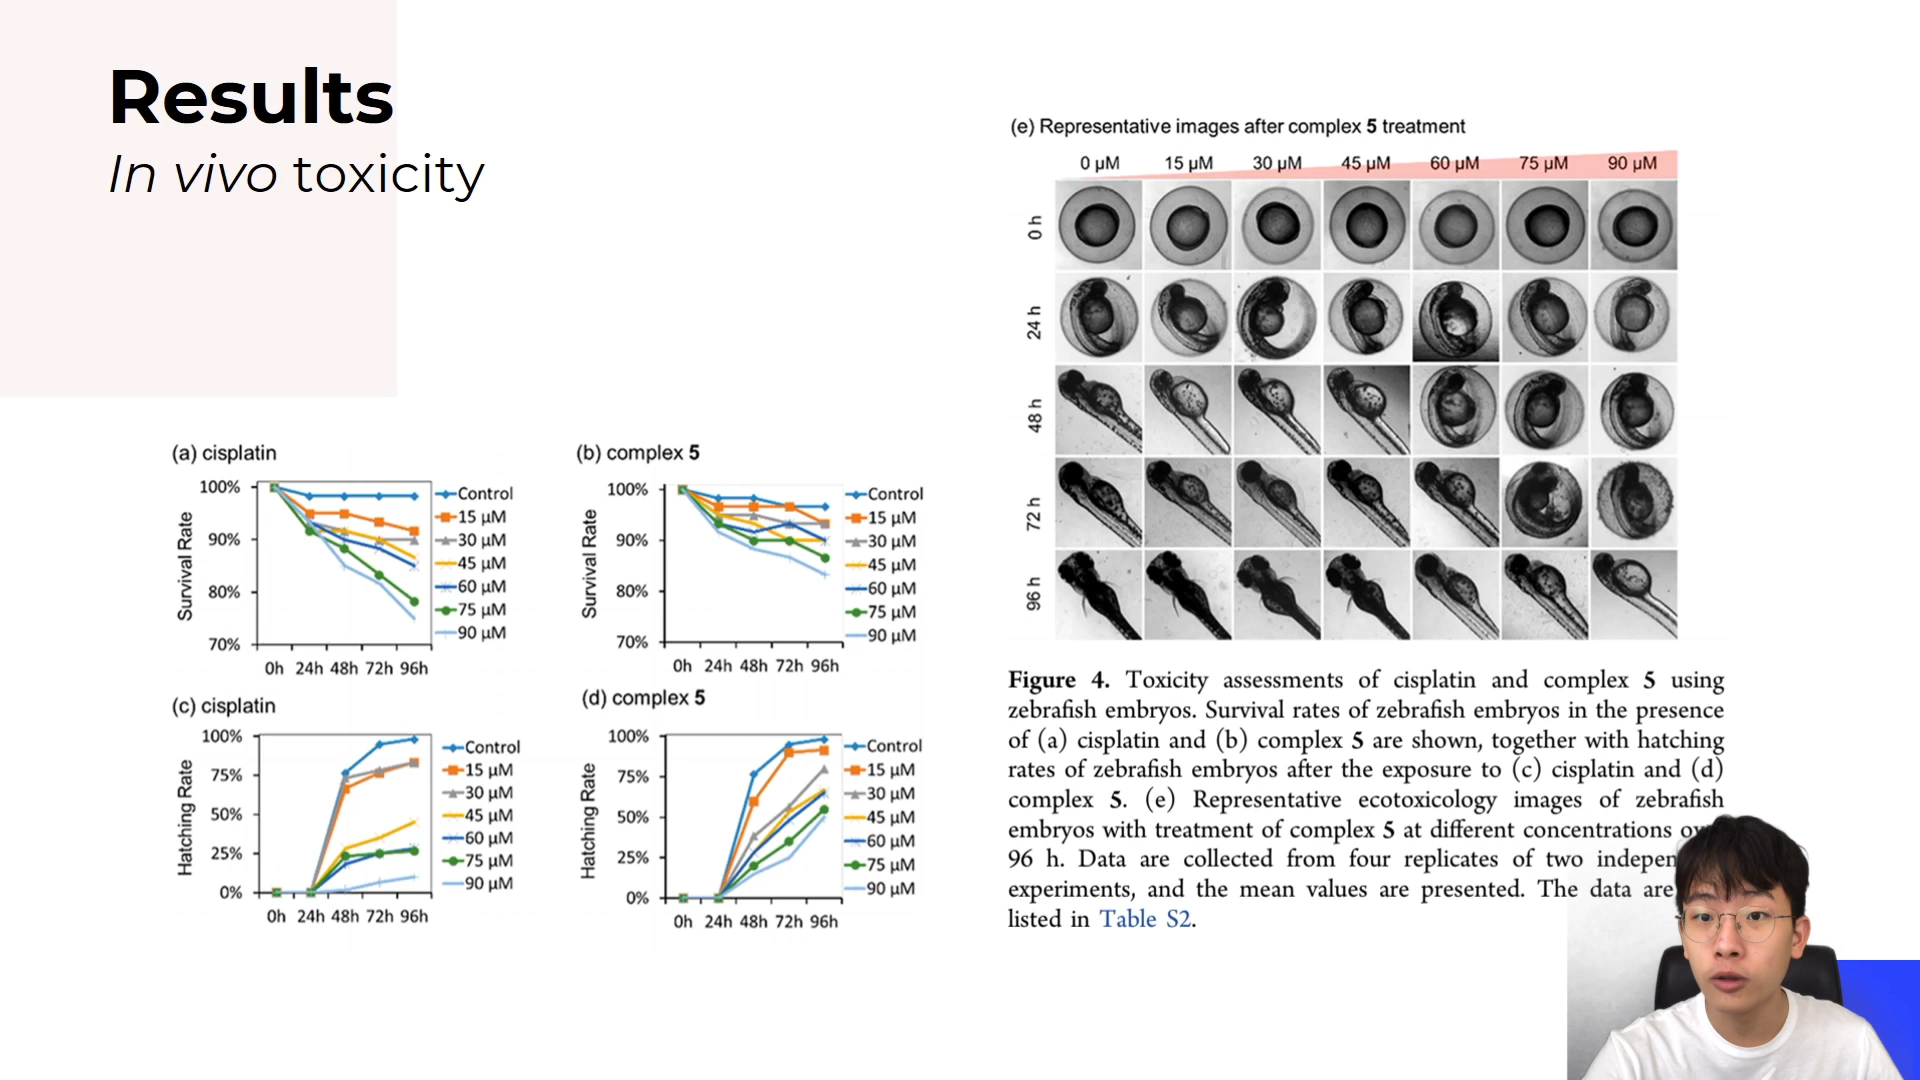 Results
In vivo toxicity
(a) cisplatin
100%
90%
80%
70%
Survival Rate
0h 24h 48h 72h 96h
Control
15 µM
30 µM
45 µM
60 µM
75 µM
90 µM
(b) complex 5
100%
90%
80%
70%
Survival Rate
0h 24h 48h 72h 96h
Control
15 µM
30 µM
45 µM
60 µM
75 µM
90 µM
(c) cisplatin
100%
75%
50%
25%
0%
Hatching Rate
0h 24h 48h 72h 96h
Control
15 µM
30 µM
45 µM
60 µM
75 µM
90 µM
(d) complex 5
100%
75%
50%
25%
0%
Hatching Rate
0h 24h 48h 72h 96h
Control
15 µM
30 µM
45 µM
60 µM
75 µM
90 µM
(e) Representative images after complex 5 treatment
0 µM 15 µM 30 µM 45 µM 60 µM 75 µM 90 µM
0 h
24 h
48 h
72 h
96 h
Figure 4. Toxicity assessments of cisplatin and complex 5 using
zebrafish embryos. Survival rates of zebrafish embryos in the presence
of (a) cisplatin and (b) complex 5 are shown, together with hatching
rates of zebrafish embryos after the exposure to (c) cisplatin and (d)
complex 5. (e) Representative ecotoxicology images of zebrafish
embryos with treatment of complex 5 at different concentrations
96 h. Data are collected from four replicates of two
experiments, and the mean values are presented. The data are
listed in Table S2.